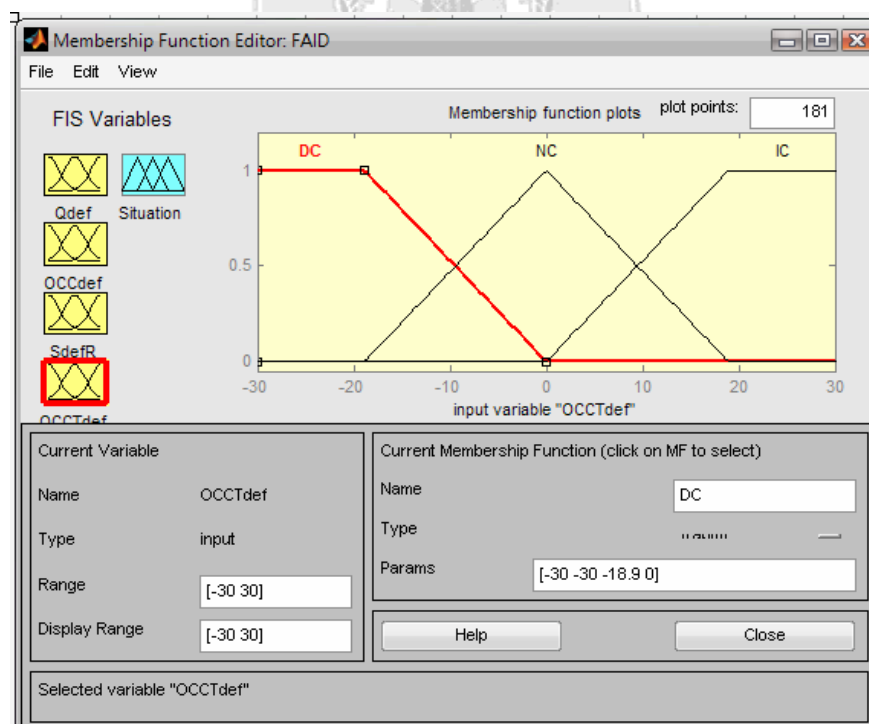 Membership Function Editor: FAID
File Edit View
FIS Variables
Membership function plots plot points: 181
Qdef Situation
OCCdef
SdefR
OCCTdef
DC NC IC
1
0.5
0
-30 -20 -10 0 10 20 30
input variable "OCCTdef"
Current Variable
Name OCCTdef
Type input
Range [-30 30]
Display Range [-30 30]
Current Membership Function (click on MF to select)
Name DC
Type
Params [-30 -30 -18.9 0]
Help Close
Selected variable "OCCTdef"